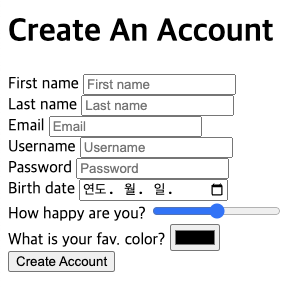 Create An Account
First name First name
Last name Last name
Email Email
Username Username
Password Password
Birth date 연도. 월. 일.
How happy are you?
What is your fav. color?
Create Account